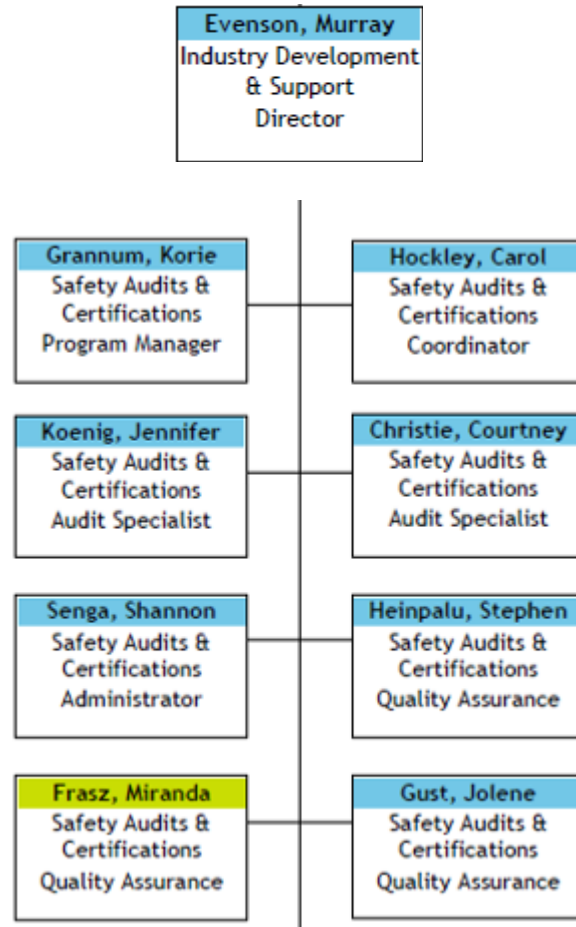 Evenson, Murray
Industry Development
& Support
Director
Grannum, Korie
Safety Audits &
Certifications
Program Manager
Hockley, Carol
Safety Audits &
Certifications
Coordinator
Koenig, Jennifer
Safety Audits &
Certifications
Audit Specialist
Christie, Courtney
Safety Audits &
Certifications
Audit Specialist
Senga, Shannon
Safety Audits &
Certifications
Administrator
Heinpalu, Stephen
Safety Audits &
Certifications
Quality Assurance
Frasz, Miranda
Safety Audits &
Certifications
Quality Assurance
Gust, Jolene
Safety Audits &
Certifications
Quality Assurance